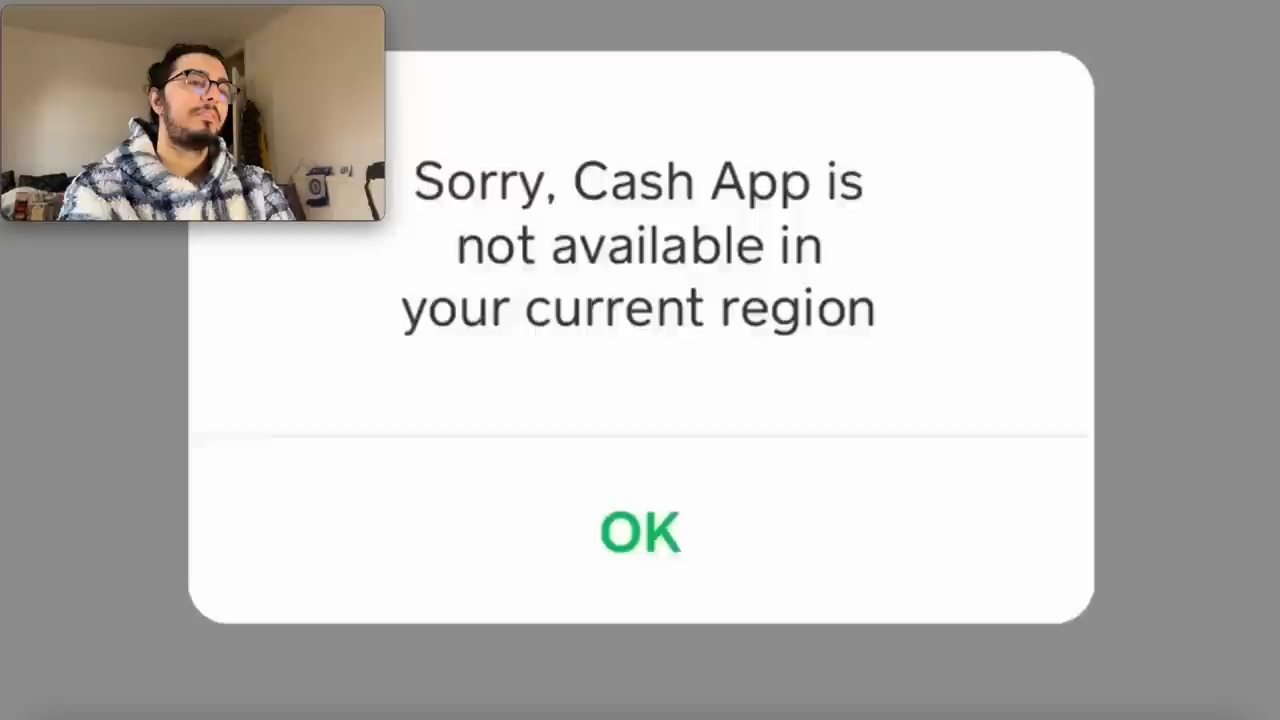 Sorry, Cash App is
not available in
your current region
OK